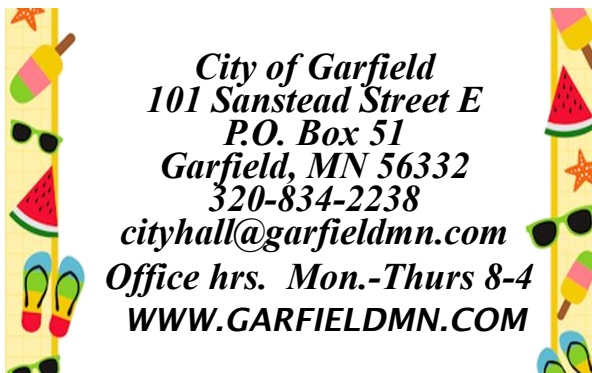 City of Garfield
101 Sanstead Street E
P.O. Box 51
Garfield, MN 56332
320-834-2238
cityhall@garfieldmn.com
Office hrs.  Mon.-Thurs 8-4
WWW.GARFIELDMN.COM